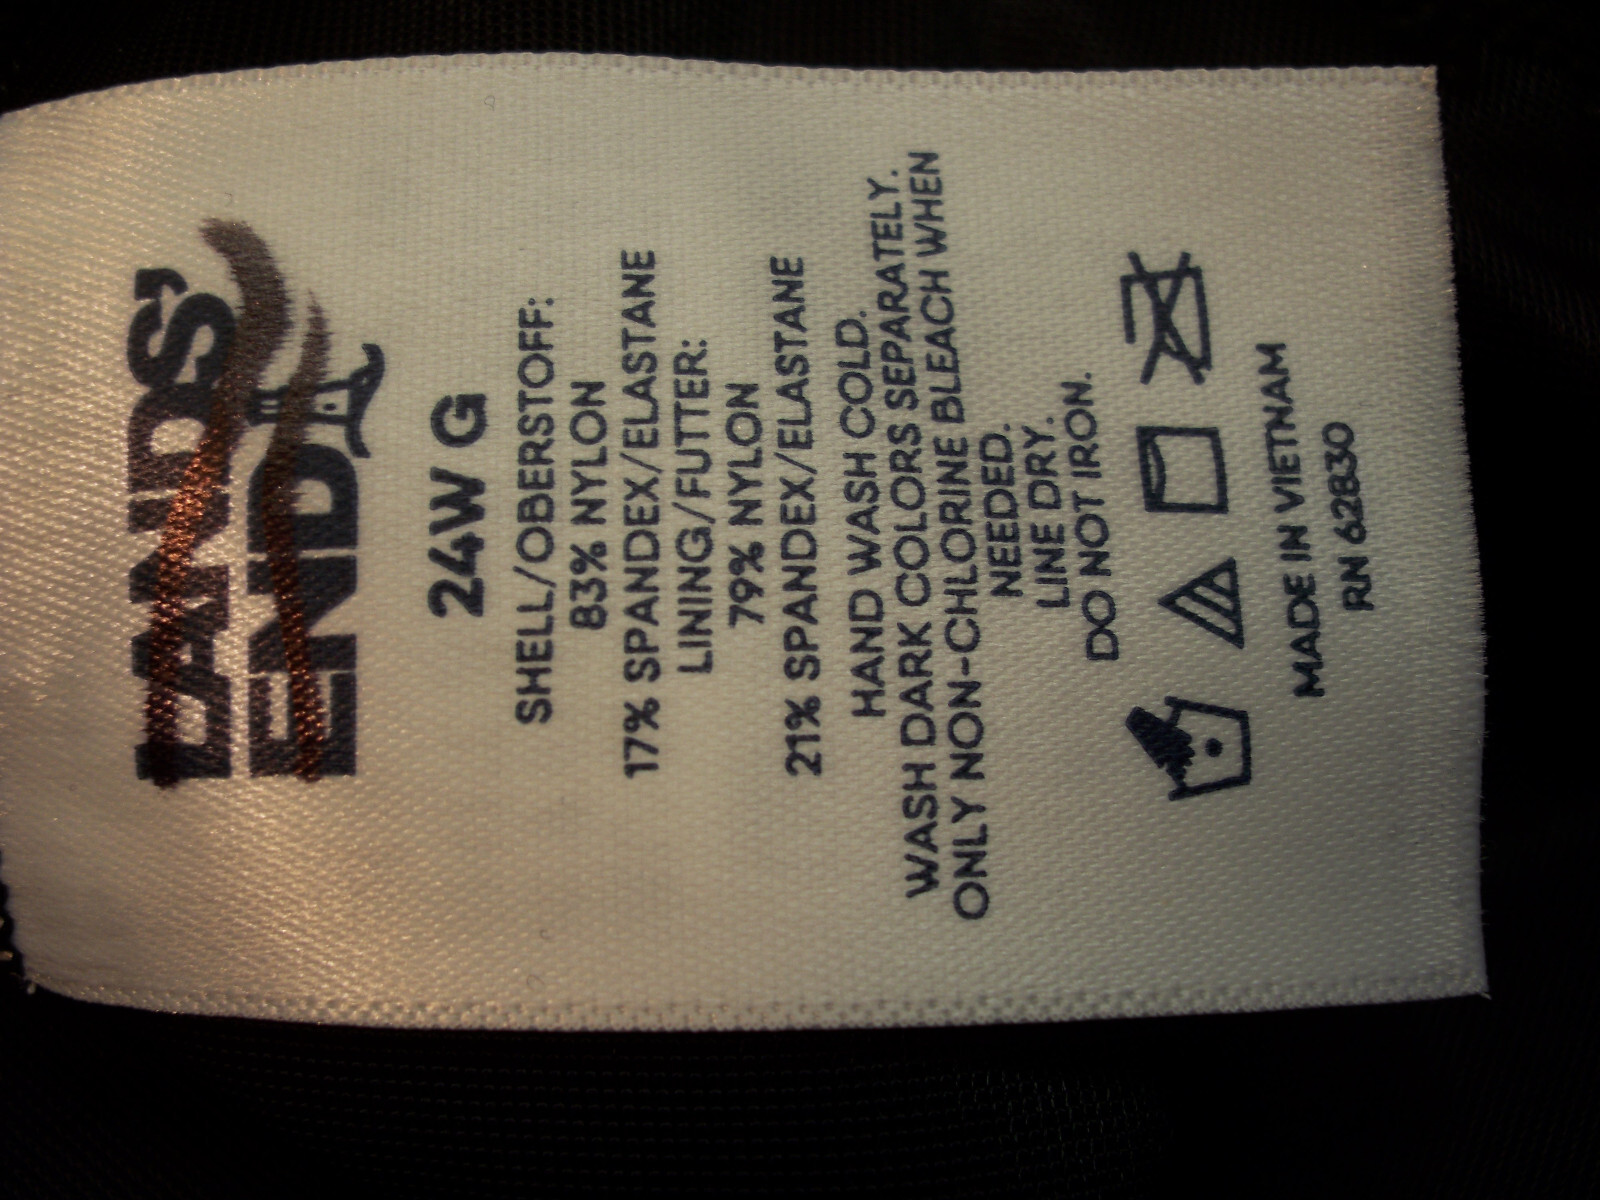 LANDS'
END
24W G
SHELL/OBERSTOFF:
83% NYLON
17% SPANDEX/ELASTANE
LINING/FUTTER:
79% NYLON
21% SPANDEX/ELASTANE
HAND WASH COLD.
WASH DARK COLORS SEPARATELY.
ONLY NON-CHLORINE BLEACH WHEN
NEEDED.
LINE DRY.
DO NOT IRON.
MADE IN VIETNAM
RN 62830